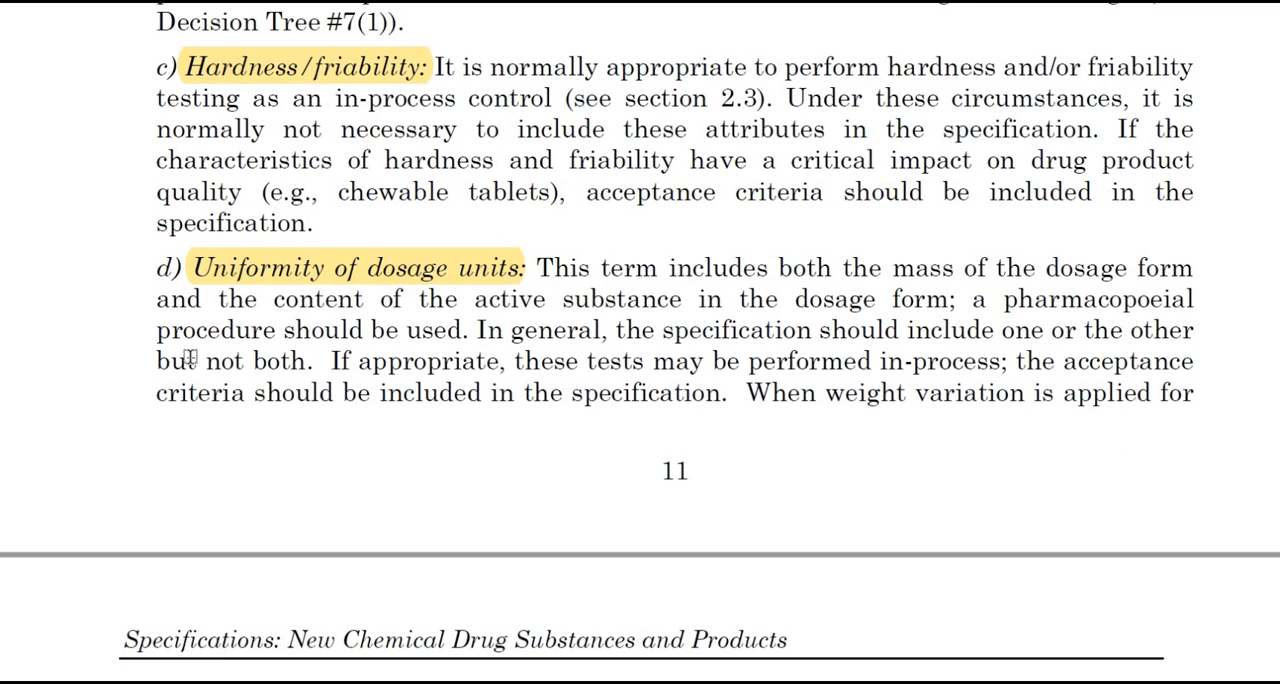 Decision Tree #7(1)).
c) Hardness/friability: It is normally appropriate to perform hardness and/or friability
testing as an in-process control (see section 2.3). Under these circumstances, it is
normally not necessary to include these attributes in the specification. If the
characteristics of hardness and friability have a critical impact on drug product
quality (e.g., chewable tablets), acceptance criteria should be included in the
specification.
d) Uniformity of dosage units: This term includes both the mass of the dosage form
and the content of the active substance in the dosage form; a pharmacopoeial
procedure should be used. In general, the specification should include one or the other
but not both. If appropriate, these tests may be performed in-process; the acceptance
criteria should be included in the specification. When weight variation is applied for
11
Specifications: New Chemical Drug Substances and Products